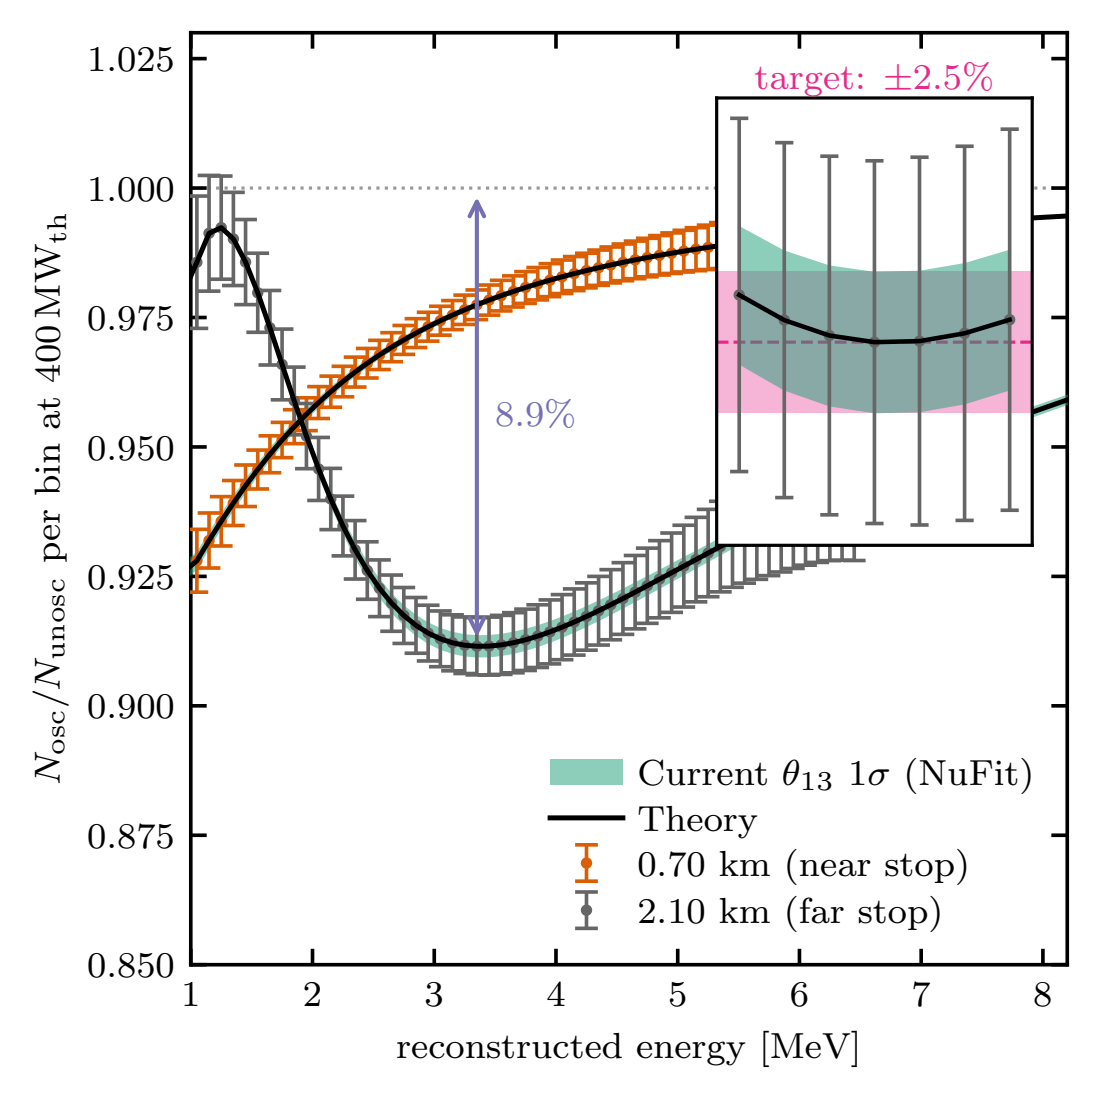 target: ±2.5%
1.025
1.000
0.975
0.950
0.925
0.900
0.875
0.850
N_osc/N_unosc per bin at 400 MW_th
8.9%
Current θ_13 1σ (NuFit)
Theory
0.70 km (near stop)
2.10 km (far stop)
1 2 3 4 5 6 7 8
reconstructed energy [MeV]